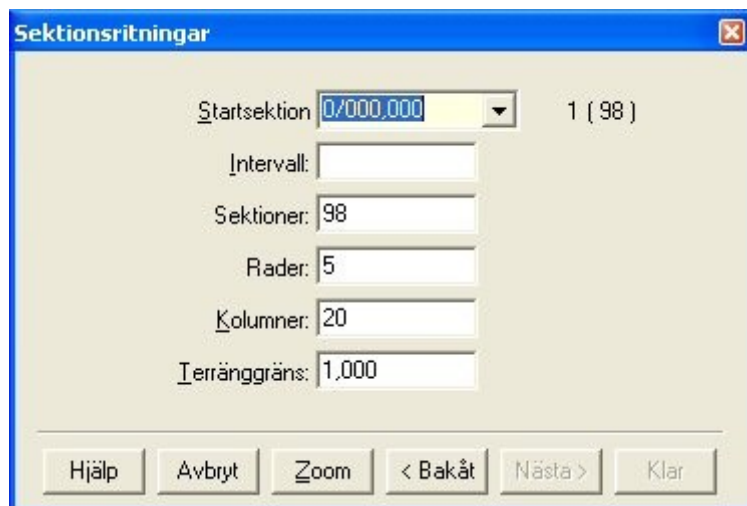 Sektionsritningar
Startsektion 0/000,000 1 ( 98 )
Intervall:
Sektioner: 98
Rader: 5
Kolumner: 20
Terränggräns: 1,000
Hjälp Avbryt Zoom < Bakåt Nästa > Klar